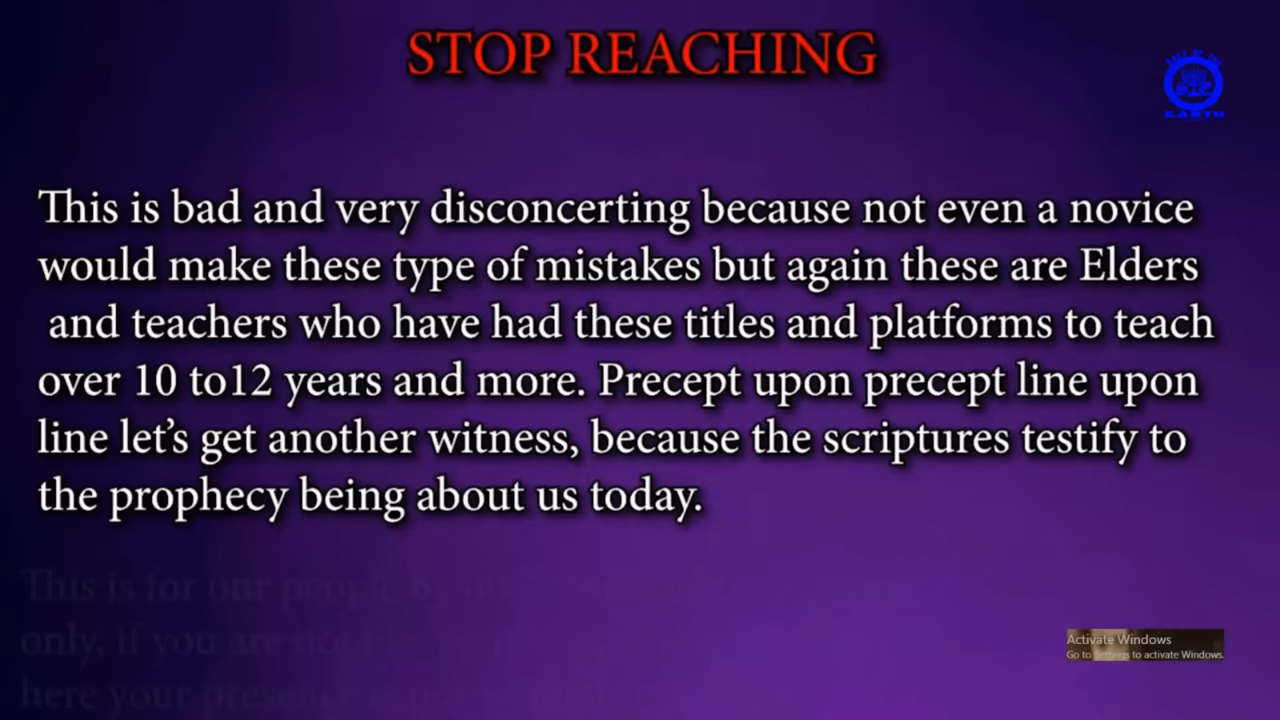 STOP REACHING
This is bad and very disconcerting because not even a novice
would make these type of mistakes but again these are Elders
and teachers who have had these titles and platforms to teach
over 10 to12 years and more. Precept upon precept line upon
line let's get another witness, because the scriptures testify to
the prophecy being about us today.
This is for our people
only, if you are not
here your presence
EARTH
Activate Windows
Go to Settings to activate Windows.